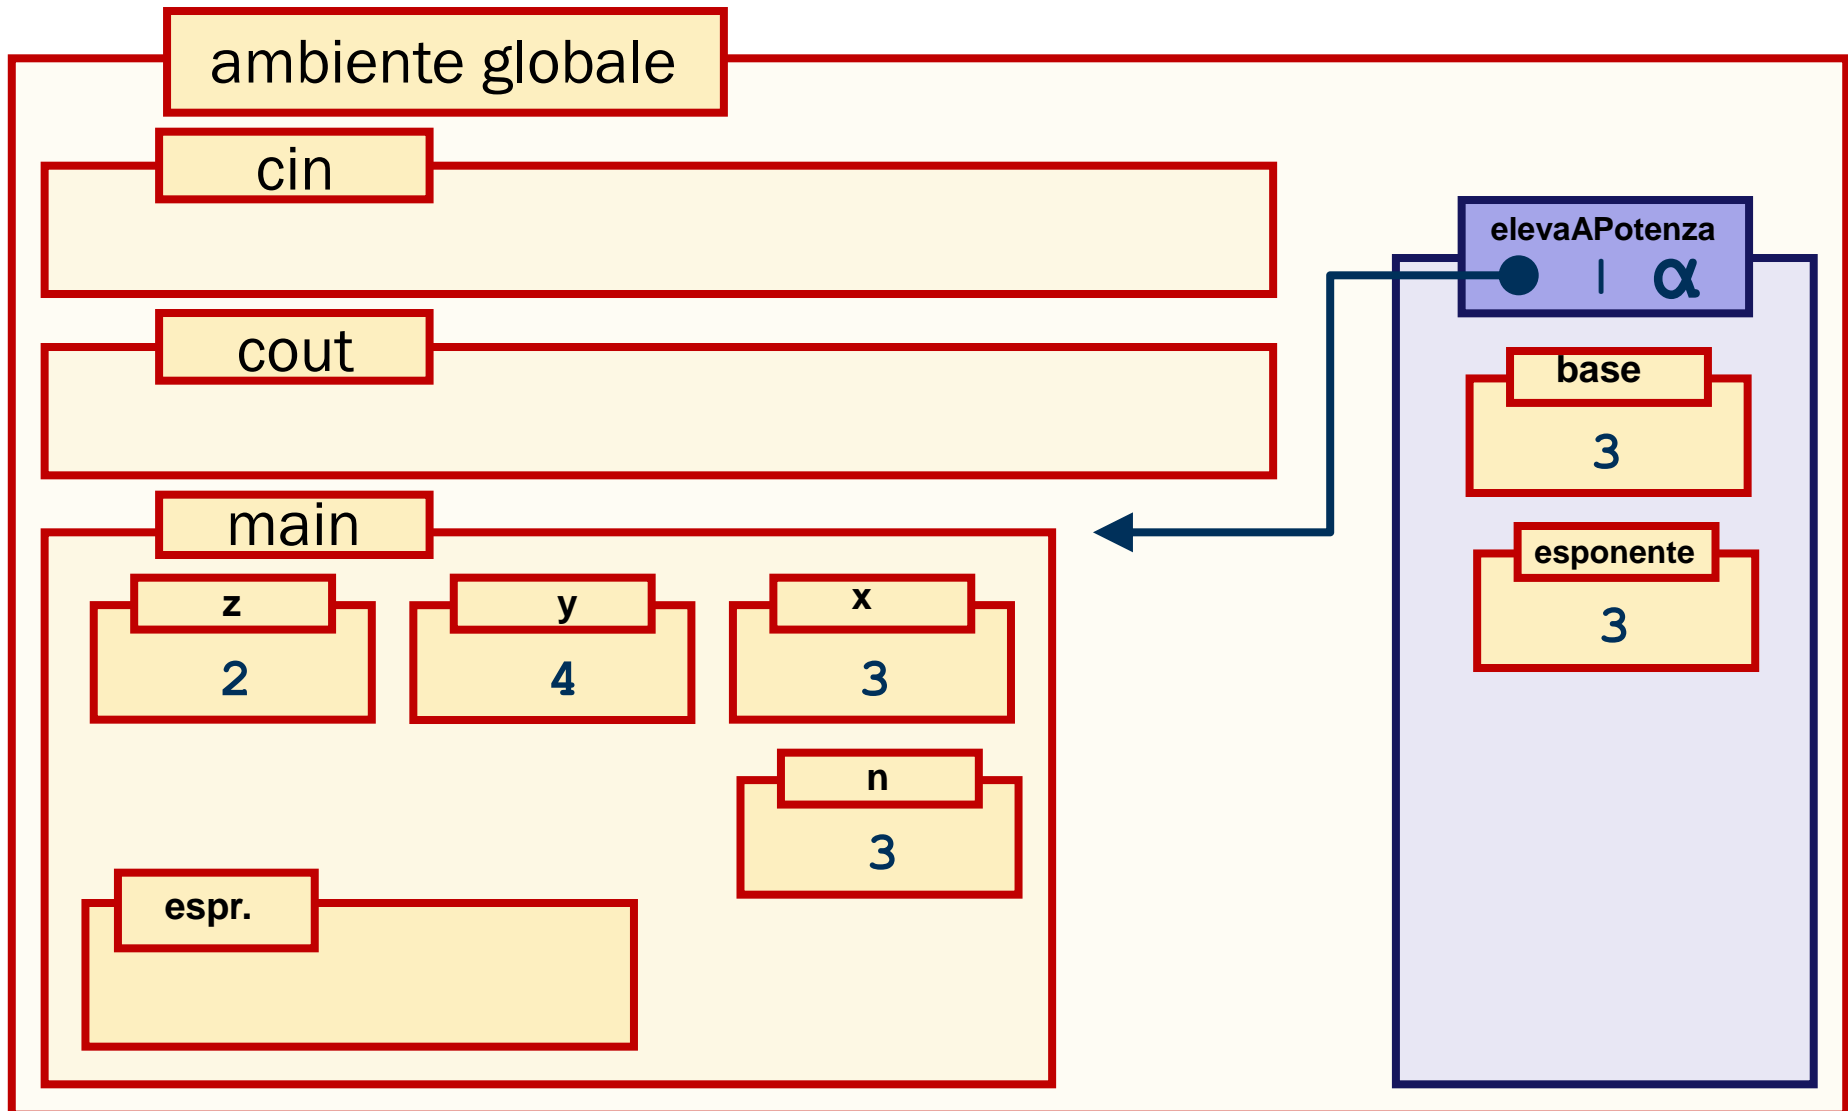 ambiente globale
cin
cout
main
z
2
y
4
x
3
n
3
espr.
elevaAPotenza
| α
base
3
esponente
3